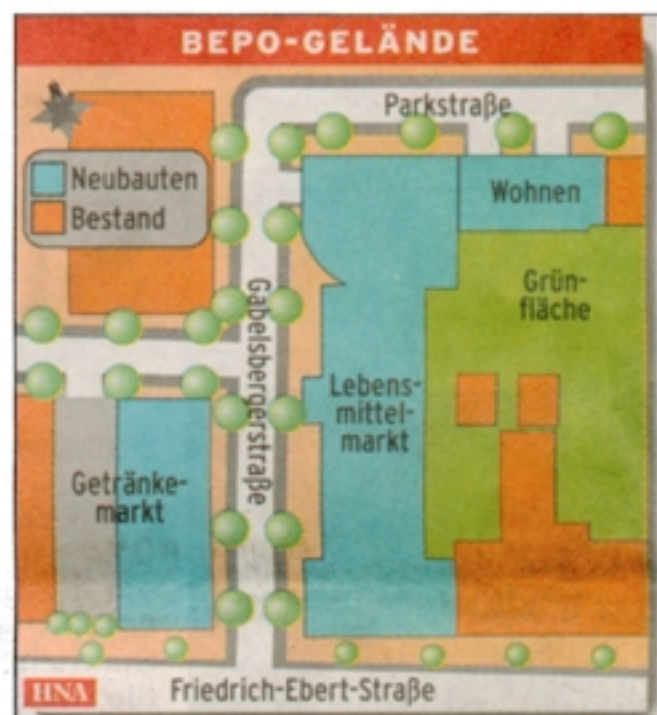 BEPO-GELÄNDE
Parkstraße
Neubauten
Bestand
Wohnen
Grün-
fläche
Gabelsbergerstraße
Lebens-
mittel-
markt
Getränke-
markt
HNA
Friedrich-Ebert-Straße